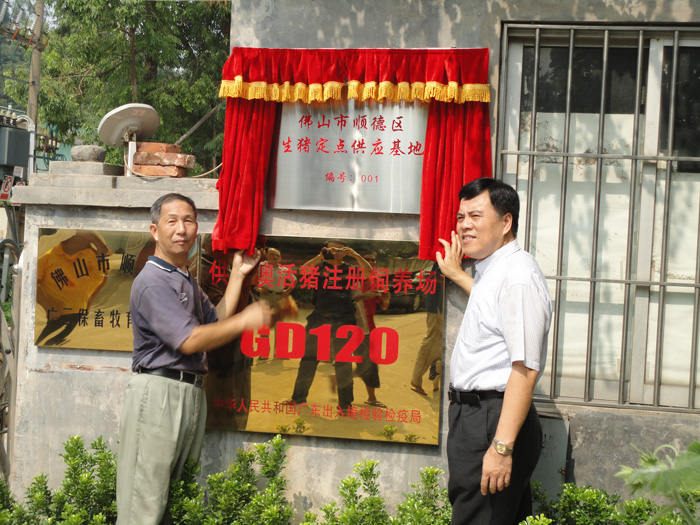 佛山市顺德区
生猪定点供应基地
编号：001
佛山市顺
供 澳活猪注册饲养场
GD120
中华人民共和国广东出入境检验检疫局